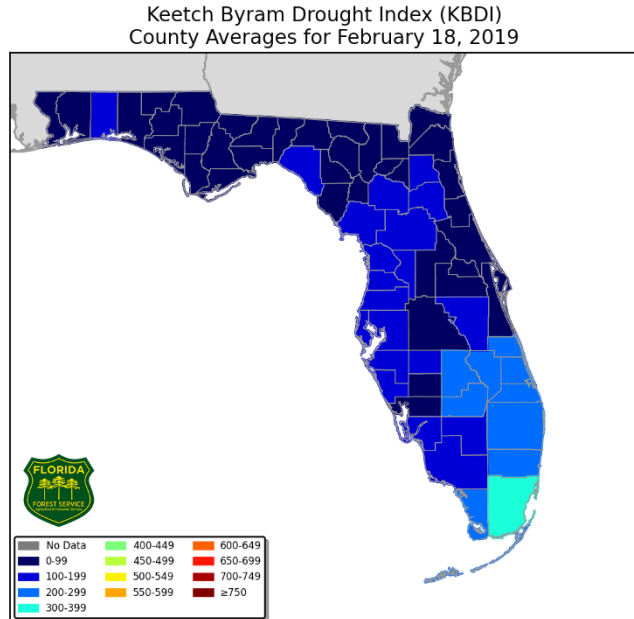 Keetch Byram Drought Index (KBDI)
County Averages for February 18, 2019
FLORIDA
FOREST SERVICE
No Data
0-99
100-199
200-299
300-399
400-449
450-499
500-549
550-599
600-649
650-699
700-749
≥750